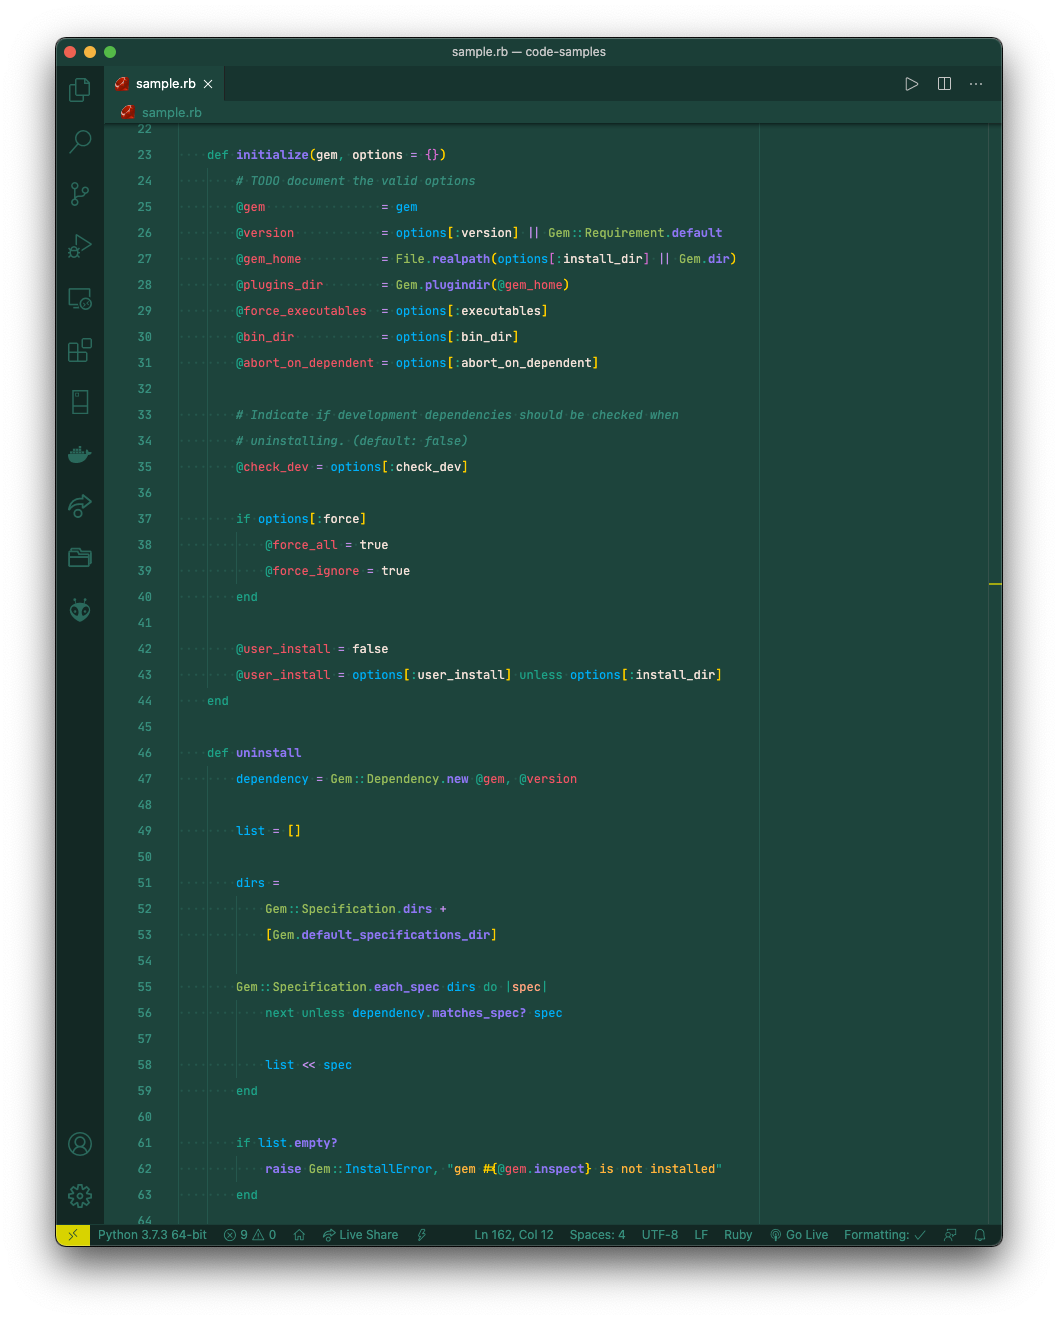 sample.rb — code-samples
sample.rb
sample.rb
22
23 def initialize(gem, options = {})
24 # TODO document the valid options
25 @gem = gem
26 @version = options[:version] || Gem::Requirement.default
27 @gem_home = File.realpath(options[:install_dir] || Gem.dir)
28 @plugins_dir = Gem.plugindir(@gem_home)
29 @force_executables = options[:executables]
30 @bin_dir = options[:bin_dir]
31 @abort_on_dependent = options[:abort_on_dependent]
32
33 # Indicate if development dependencies should be checked when
34 # uninstalling. (default: false)
35 @check_dev = options[:check_dev]
36
37 if options[:force]
38 @force_all = true
39 @force_ignore = true
40 end
41
42 @user_install = false
43 @user_install = options[:user_install] unless options[:install_dir]
44 end
45
46 def uninstall
47 dependency = Gem::Dependency.new @gem, @version
48
49 list = []
50
51 dirs =
52 Gem::Specification.dirs +
53 [Gem.default_specifications_dir]
54
55 Gem::Specification.each_spec dirs do |spec|
56 next unless dependency.matches_spec? spec
57
58 list << spec
59 end
60
61 if list.empty?
62 raise Gem::InstallError, "gem #{@gem.inspect} is not installed"
63 end
64
Python 3.7.3 64-bit 9 0 Live Share Ln 162, Col 12 Spaces: 4 UTF-8 LF Ruby Go Live Formatting: ✓